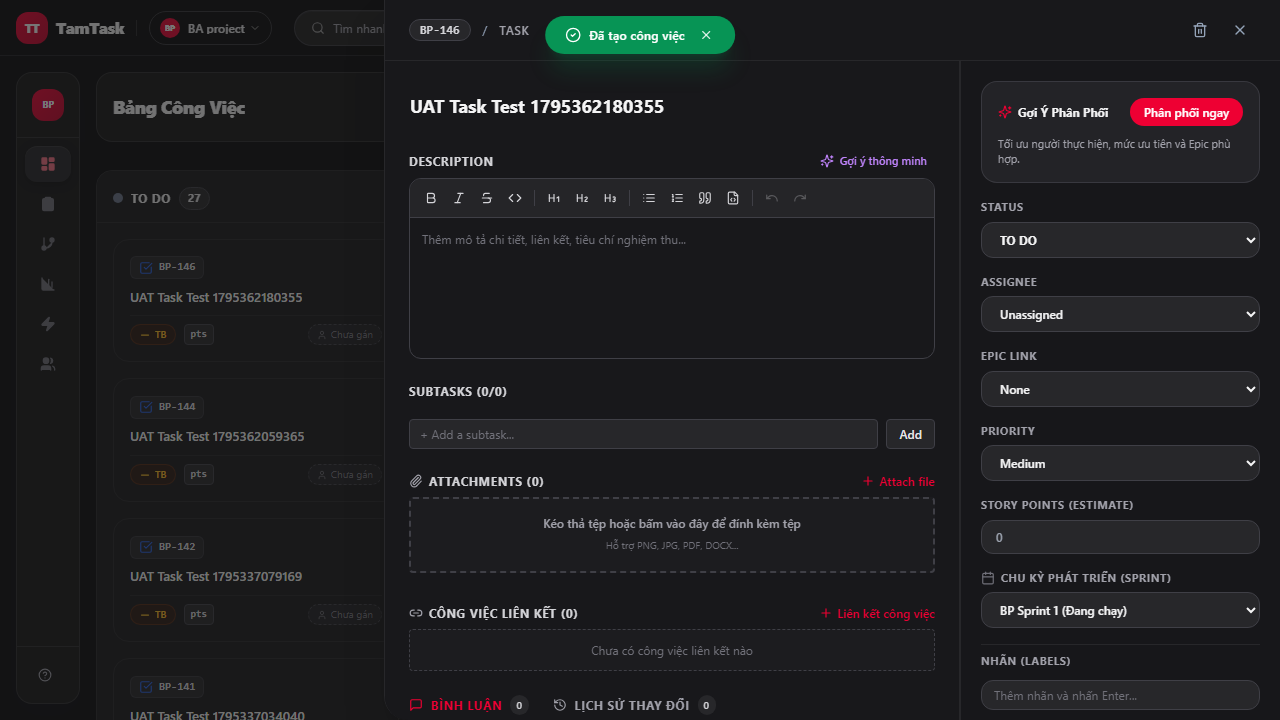 TT TamTask
BP BA project
Tìm nhanh
BP-146 / TASK
Đã tạo công việc
BP
Bảng Công Việc
TO DO 27
BP-146
UAT Task Test 1795362180355
TB pts Chưa gán
BP-144
UAT Task Test 1795362059365
TB pts Chưa gán
BP-142
UAT Task Test 1795337079169
TB pts Chưa gán
BP-141
UAT Task Test 1795337034040
UAT Task Test 1795362180355
DESCRIPTION
Gợi ý thông minh
H1 H2 H3
Thêm mô tả chi tiết, liên kết, tiêu chí nghiệm thu...
SUBTASKS (0/0)
+ Add a subtask...
Add
ATTACHMENTS (0)
+ Attach file
Kéo thả tệp hoặc bấm vào đây để đính kèm tệp
Hỗ trợ PNG, JPG, PDF, DOCX...
CÔNG VIỆC LIÊN KẾT (0)
+ Liên kết công việc
Chưa có công việc liên kết nào
BÌNH LUẬN 0
LỊCH SỬ THAY ĐỔI 0
Gợi Ý Phân Phối
Phân phối ngay
Tối ưu người thực hiện, mức ưu tiên và Epic phù
hợp.
STATUS
TO DO
ASSIGNEE
Unassigned
EPIC LINK
None
PRIORITY
Medium
STORY POINTS (ESTIMATE)
0
CHU KỲ PHÁT TRIỂN (SPRINT)
BP Sprint 1 (Đang chạy)
NHÃN (LABELS)
Thêm nhãn và nhấn Enter...